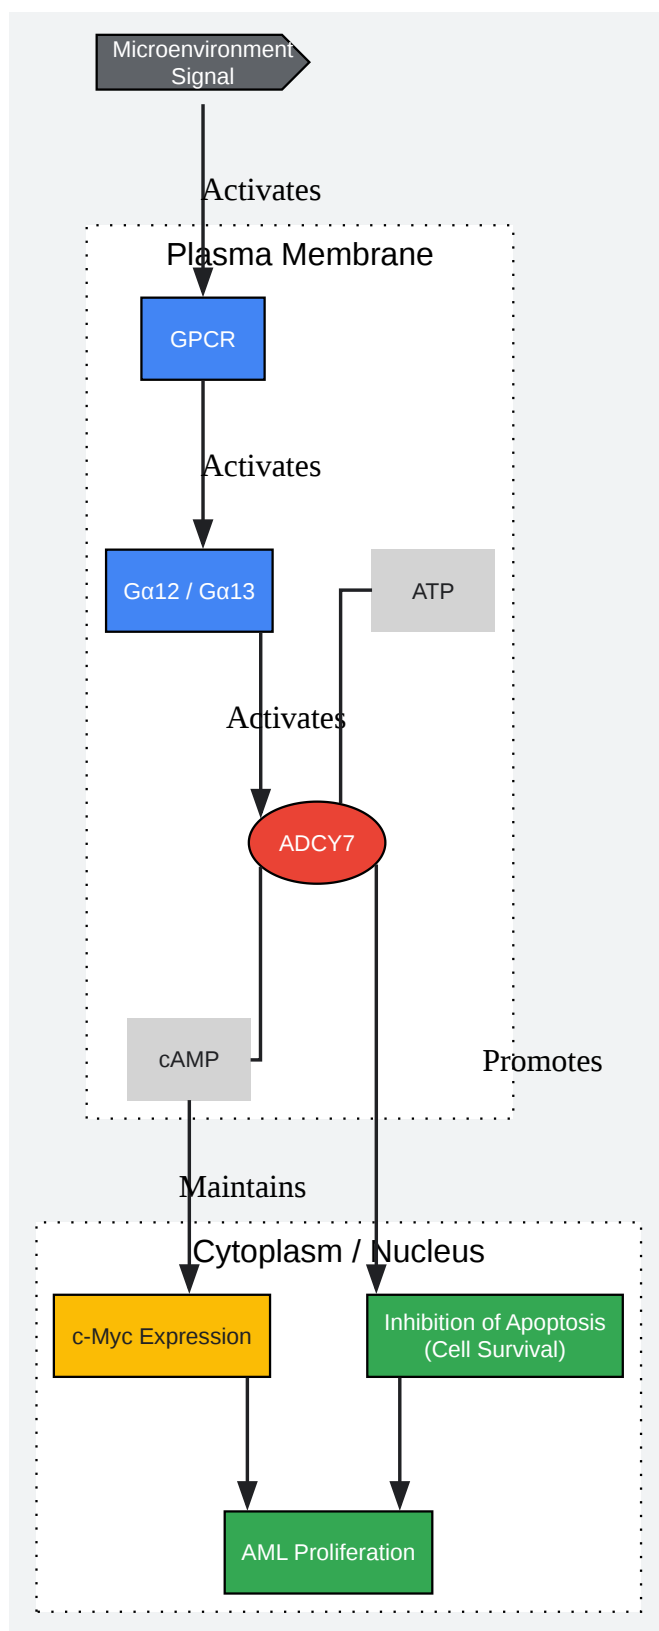 Microenvironment
Signal
Activates
Plasma Membrane
GPCR
Activates
Gα12 / Gα13
ATP
Activates
ADCY7
cAMP
Promotes
Maintains
Cytoplasm / Nucleus
c-Myc Expression
Inhibition of Apoptosis
(Cell Survival)
AML Proliferation